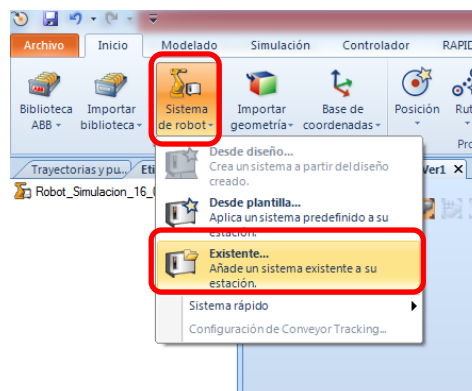 Archivo Inicio Modelado Simulación Controlador RAPID
Biblioteca ABB
Importar biblioteca
Sistema de robot
Importar geometría
Base de coordenadas
Posición
Trayectorias y pu...
Ver1 X
Robot_Simulacion_16_
Desde diseño...
Crea un sistema a partir del diseño
creado.
Desde plantilla...
Aplica un sistema predefinido a su
estación.
Existente...
Añade un sistema existente a su
estación.
Sistema rápido
Configuración de Conveyor Tracking...